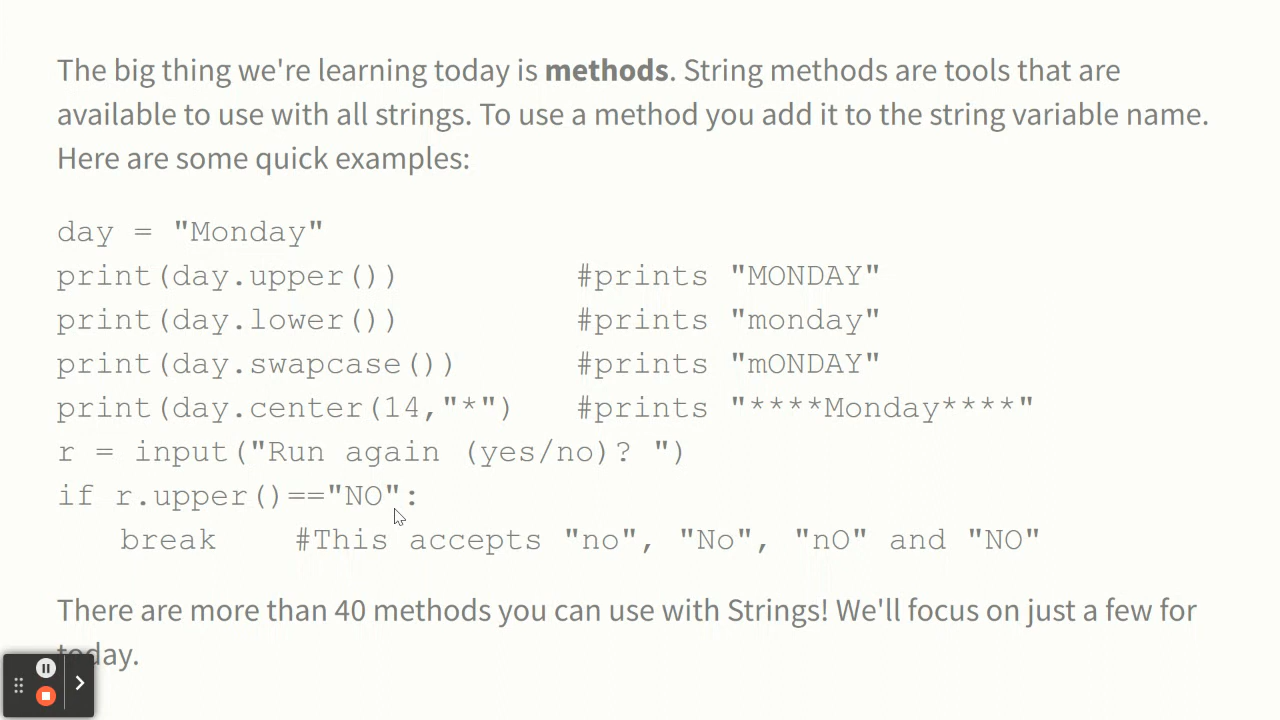 The big thing we're learning today is methods. String methods are tools that are
available to use with all strings. To use a method you add it to the string variable name.
Here are some quick examples:
day = "Monday"
print(day.upper()) #prints "MONDAY"
print(day.lower()) #prints "monday"
print(day.swapcase()) #prints "mONDAY"
print(day.center(14,"*") #prints "****Monday****"
r = input("Run again (yes/no)? ")
if r.upper()=="NO":
break #This accepts "no", "No", "nO" and "NO"
There are more than 40 methods you can use with Strings! We'll focus on just a few for
today.